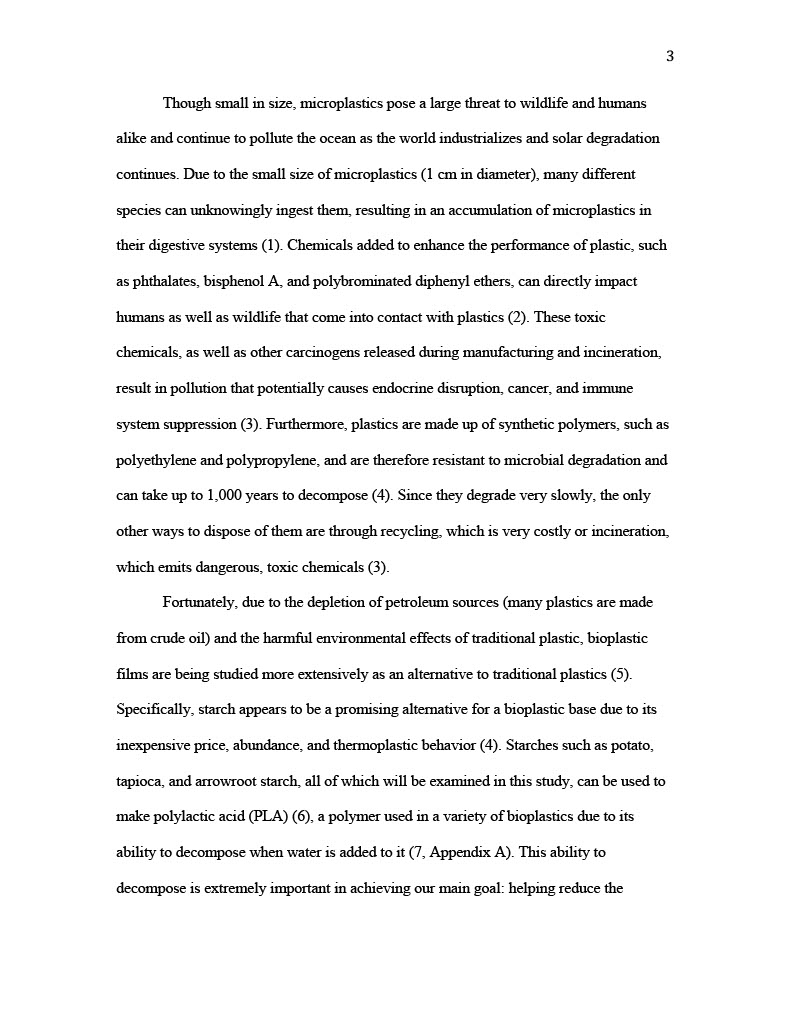 3
Though small in size, microplastics pose a large threat to wildlife and humans
alike and continue to pollute the ocean as the world industrializes and solar degradation
continues. Due to the small size of microplastics (1 cm in diameter), many different
species can unknowingly ingest them, resulting in an accumulation of microplastics in
their digestive systems (1). Chemicals added to enhance the performance of plastic, such
as phthalates, bisphenol A, and polybrominated diphenyl ethers, can directly impact
humans as well as wildlife that come into contact with plastics (2). These toxic
chemicals, as well as other carcinogens released during manufacturing and incineration,
result in pollution that potentially causes endocrine disruption, cancer, and immune
system suppression (3). Furthermore, plastics are made up of synthetic polymers, such as
polyethylene and polypropylene, and are therefore resistant to microbial degradation and
can take up to 1,000 years to decompose (4). Since they degrade very slowly, the only
other ways to dispose of them are through recycling, which is very costly or incineration,
which emits dangerous, toxic chemicals (3).
Fortunately, due to the depletion of petroleum sources (many plastics are made
from crude oil) and the harmful environmental effects of traditional plastic, bioplastic
films are being studied more extensively as an alternative to traditional plastics (5).
Specifically, starch appears to be a promising alternative for a bioplastic base due to its
inexpensive price, abundance, and thermoplastic behavior (4). Starches such as potato,
tapioca, and arrowroot starch, all of which will be examined in this study, can be used to
make polylactic acid (PLA) (6), a polymer used in a variety of bioplastics due to its
ability to decompose when water is added to it (7, Appendix A). This ability to
decompose is extremely important in achieving our main goal: helping reduce the